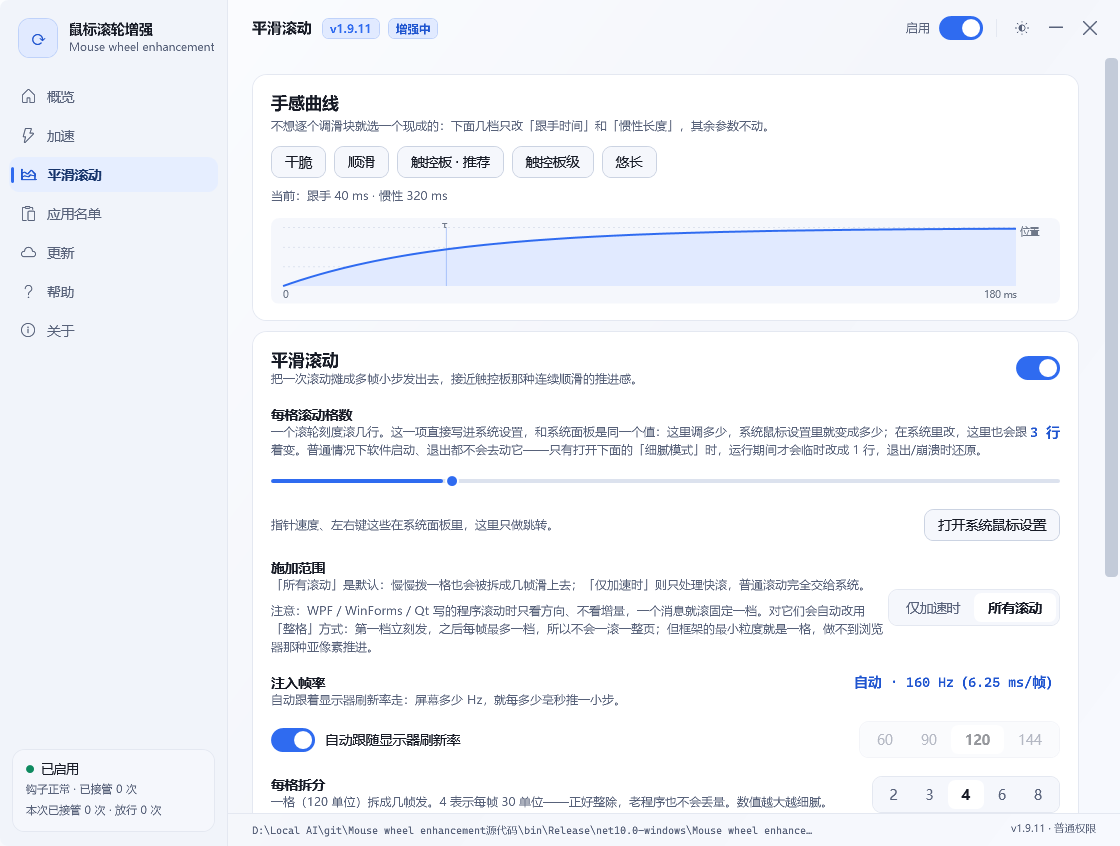 鼠标滚轮增强
Mouse wheel enhancement
概览
加速
平滑滚动
应用名单
更新
? 帮助
关于
已启用
钩子正常 · 已接管 0 次
本次已接管 0 次 · 放行 0 次
平滑滚动 v1.9.11 增强中
启用
手感曲线
不想逐个调滑块就选一个现成的：下面几档只改「跟手时间」和「惯性长度」，其余参数不动。
干脆 顺滑 触控板 · 推荐 触控板级 悠长
当前：跟手 40 ms · 惯性 320 ms
τ
位置
0 180 ms
平滑滚动
把一次滚动摊成多帧小步发出去，接近触控板那种连续顺滑的推进感。
每格滚动格数
一个滚轮刻度滚几行。这一项直接写进系统设置，和系统面板是同一个值：这里调多少，系统鼠标设置里就变成多少；在系统里改，这里也会跟 3 行
着变。普通情况下软件启动、退出都不会去动它——只有打开下面的「细腻模式」时，运行期间才会临时改成 1 行，退出/崩溃时还原。
指针速度、左右键这些在系统面板里，这里只做跳转。
打开系统鼠标设置
施加范围
「所有滚动」是默认：慢慢拨一格也会被拆成几帧滑上去；「仅加速时」则只处理快滚，普通滚动完全交给系统。
注意：WPF / WinForms / Qt 写的程序滚动时只看方向、不看增量，一个消息就滚固定一档。对它们会自动改用
「整格」方式：第一档立刻发，之后每帧最多一档，所以不会一滚一整页；但框架的最小粒度就是一格，做不到浏览
器那种亚像素推进。
仅加速时 所有滚动
注入帧率
自动跟着显示器刷新率走：屏幕多少 Hz，就每多少毫秒推一小步。
自动 · 160 Hz (6.25 ms/帧)
自动跟随显示器刷新率
60 90 120 144
每格拆分
一格（120 单位）拆成几帧发。4 表示每帧 30 单位——正好整除，老程序也不会丢量。数值越大越细腻。
2 3 4 6 8
D:\Local AI\git\Mouse wheel enhancement源代码\bin\Release\net10.0-windows\Mouse wheel enhance…
v1.9.11 · 普通权限